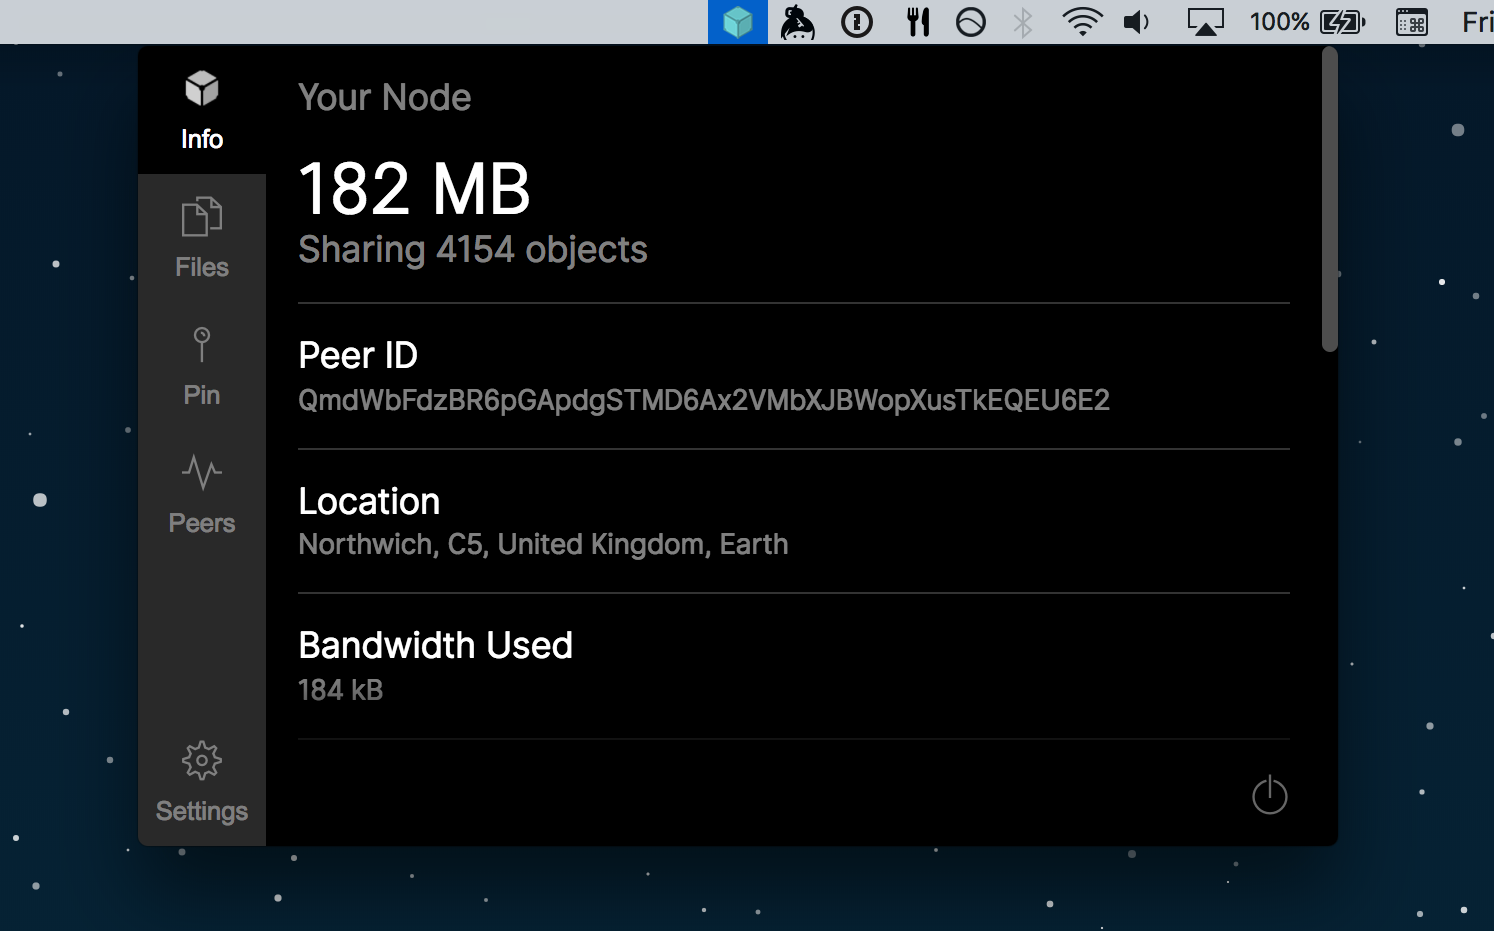 100%
Fri
Info
Files
Pin
Peers
Settings
Your Node
182 MB
Sharing 4154 objects
Peer ID
QmdWbFdzBR6pGApdgSTMD6Ax2VMbXJBWopXusTkEQEU6E2
Location
Northwich, C5, United Kingdom, Earth
Bandwidth Used
184 kB